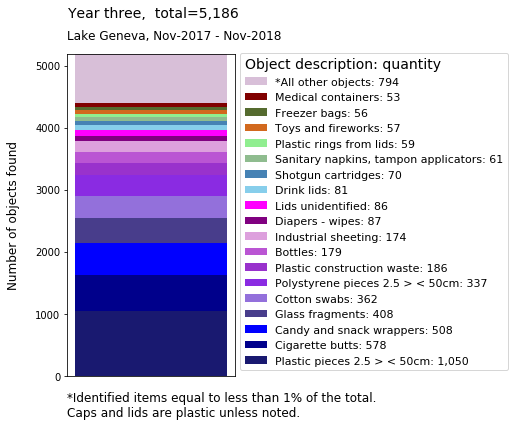 Year three,  total=5,186
Lake Geneva, Nov-2017 - Nov-2018
Number of objects found
5000
4000
3000
2000
1000
0
Object description: quantity
*All other objects: 794
Medical containers: 53
Freezer bags: 56
Toys and fireworks: 57
Plastic rings from lids: 59
Sanitary napkins, tampon applicators: 61
Shotgun cartridges: 70
Drink lids: 81
Lids unidentified: 86
Diapers - wipes: 87
Industrial sheeting: 174
Bottles: 179
Plastic construction waste: 186
Polystyrene pieces 2.5 > < 50cm: 337
Cotton swabs: 362
Glass fragments: 408
Candy and snack wrappers: 508
Cigarette butts: 578
Plastic pieces 2.5 > < 50cm: 1,050
*Identified items equal to less than 1% of the total.
Caps and lids are plastic unless noted.